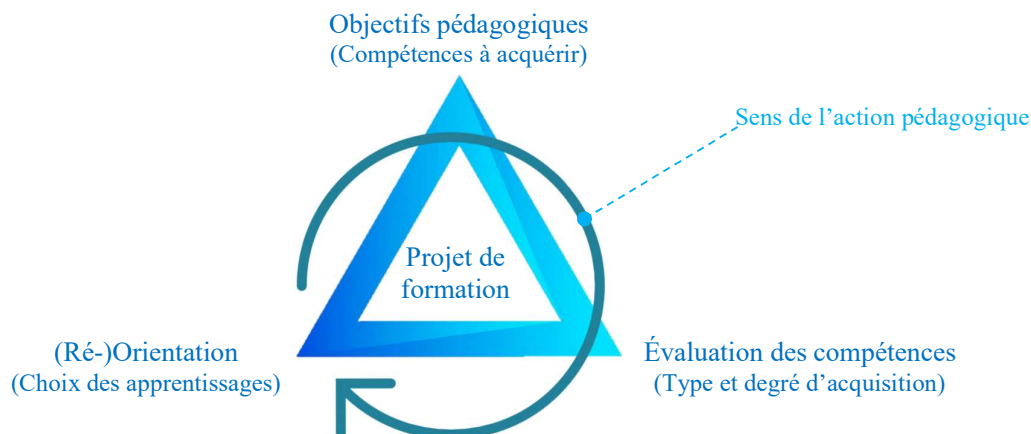 Objectifs pédagogiques
(Compétences à acquérir)
Sens de l’action pédagogique
Projet de
formation
(Ré-)Orientation
(Choix des apprentissages)
Évaluation des compétences
(Type et degré d’acquisition)